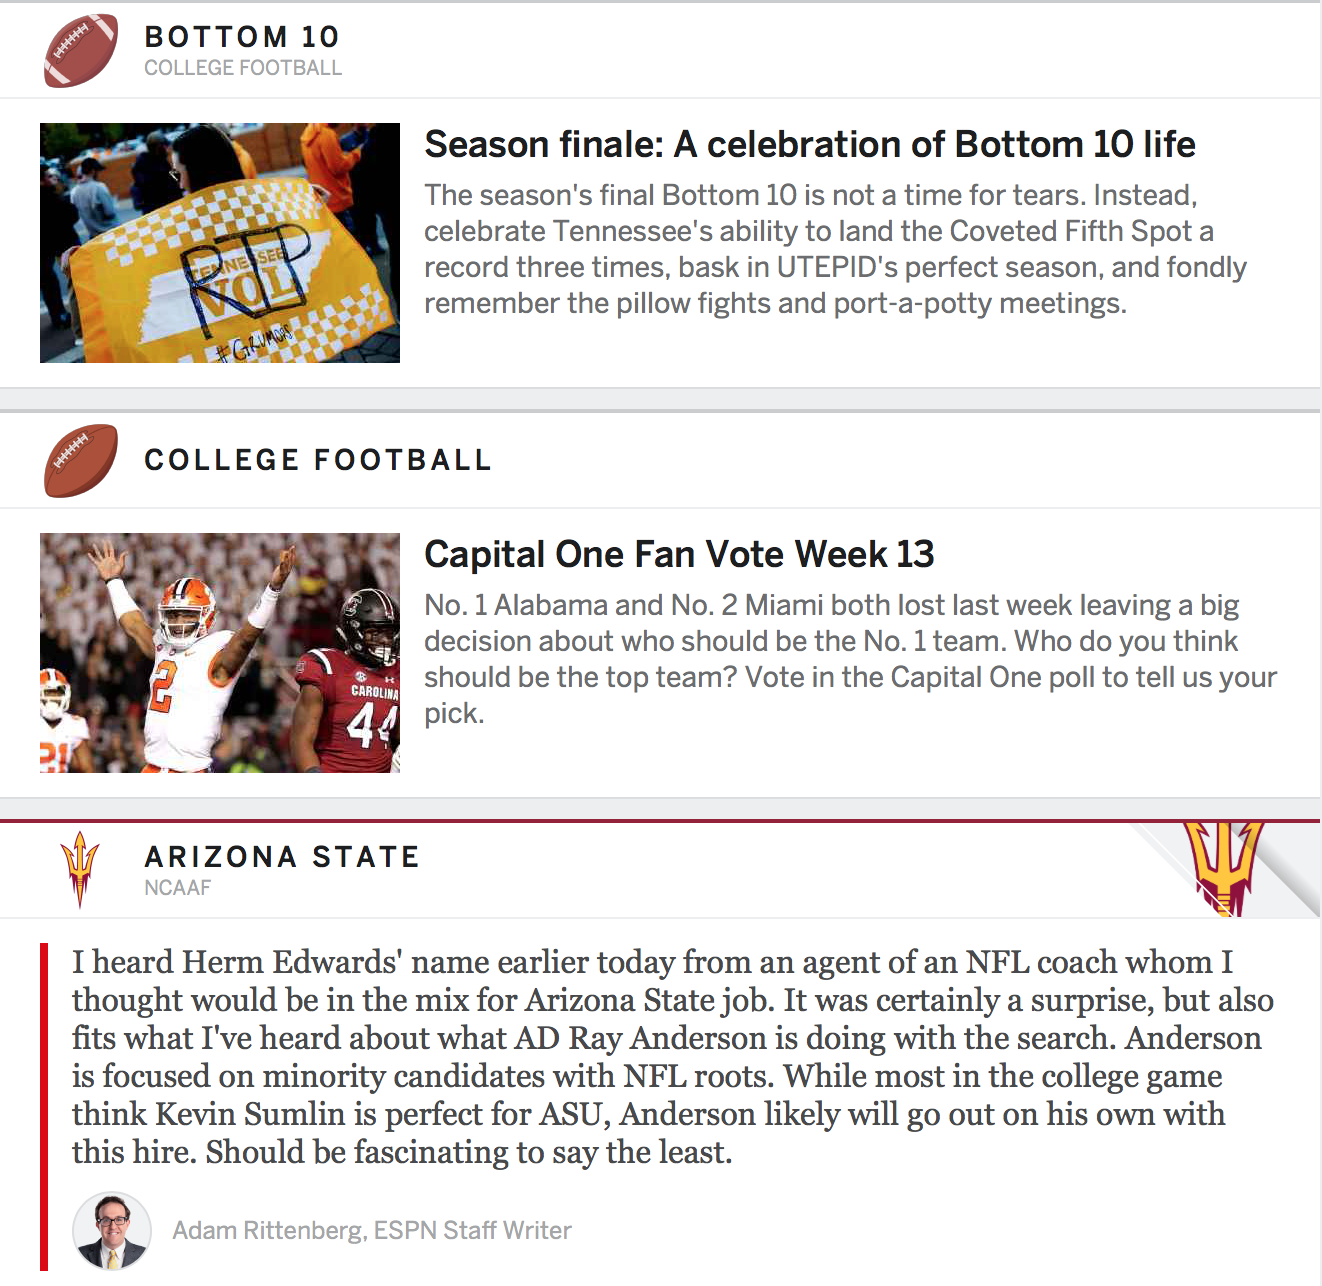 BOTTOM 10
COLLEGE FOOTBALL
TENNESSEE
VOL
RIP
#GRUMORS
Season finale: A celebration of Bottom 10 life
The season's final Bottom 10 is not a time for tears. Instead,
celebrate Tennessee's ability to land the Coveted Fifth Spot a
record three times, bask in UTEPID's perfect season, and fondly
remember the pillow fights and port-a-potty meetings.
COLLEGE FOOTBALL
2
21
CAROLINA
44
Capital One Fan Vote Week 13
No. 1 Alabama and No. 2 Miami both lost last week leaving a big
decision about who should be the No. 1 team. Who do you think
should be the top team? Vote in the Capital One poll to tell us your
pick.
ARIZONA STATE
NCAAF
I heard Herm Edwards' name earlier today from an agent of an NFL coach whom I
thought would be in the mix for Arizona State job. It was certainly a surprise, but also
fits what I've heard about what AD Ray Anderson is doing with the search. Anderson
is focused on minority candidates with NFL roots. While most in the college game
think Kevin Sumlin is perfect for ASU, Anderson likely will go out on his own with
this hire. Should be fascinating to say the least.
Adam Rittenberg, ESPN Staff Writer